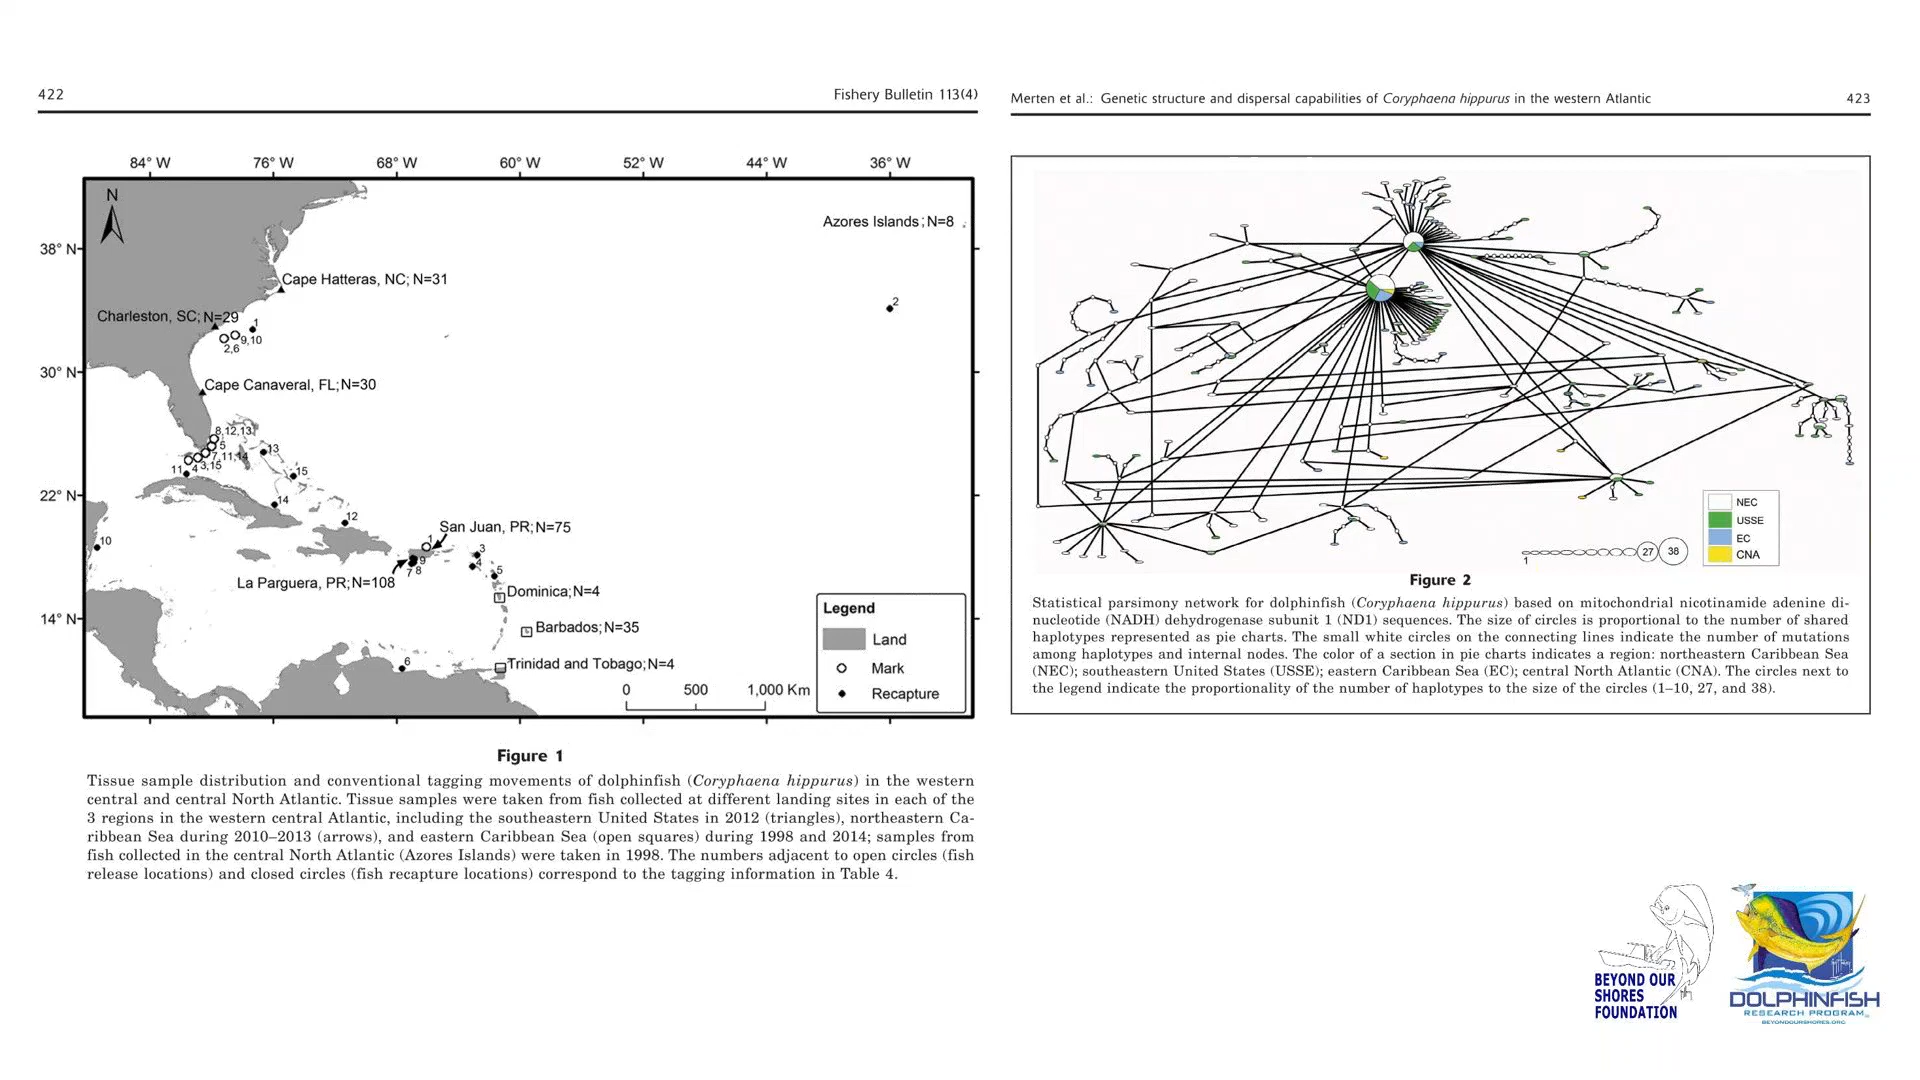 422
Fishery Bulletin 113(4)
84° W
76° W
68° W
60° W
52° W
44° W
36° W
N
Azores Islands; N=8
38° N
Cape Hatteras, NC; N=31
2
Charleston, SC; N=29
1
9,10
2,6
30° N
Cape Canaveral, FL; N=30
8,12,13
5
13
7,11,14
3,15
11
4
15
22° N
14
12
San Juan, PR; N=75
10
1
3
9
4
7
8
5
La Parguera, PR; N=108
Dominica; N=4
14° N
Barbados; N=35
6
Trinidad and Tobago; N=4
0
500
1,000 Km
Legend
Land
Mark
Recapture
Figure 1
Tissue sample distribution and conventional tagging movements of dolphinfish (Coryphaena hippurus) in the western
central and central North Atlantic. Tissue samples were taken from fish collected at different landing sites in each of the
3 regions in the western central Atlantic, including the southeastern United States in 2012 (triangles), northeastern Ca-
ribbean Sea during 2010–2013 (arrows), and eastern Caribbean Sea (open squares) during 1998 and 2014; samples from
fish collected in the central North Atlantic (Azores Islands) were taken in 1998. The numbers adjacent to open circles (fish
release locations) and closed circles (fish recapture locations) correspond to the tagging information in Table 4.
Merten et al.: Genetic structure and dispersal capabilities of Coryphaena hippurus in the western Atlantic
423
NEC
USSE
EC
CNA
1
27
38
Figure 2
Statistical parsimony network for dolphinfish (Coryphaena hippurus) based on mitochondrial nicotinamide adenine di-
nucleotide (NADH) dehydrogenase subunit 1 (ND1) sequences. The size of circles is proportional to the number of shared
haplotypes represented as pie charts. The small white circles on the connecting lines indicate the number of mutations
among haplotypes and internal nodes. The color of a section in pie charts indicates a region: northeastern Caribbean Sea
(NEC); southeastern United States (USSE); eastern Caribbean Sea (EC); central North Atlantic (CNA). The circles next to
the legend indicate the proportionality of the number of haplotypes to the size of the circles (1–10, 27, and 38).
BEYOND OUR
SHORES
FOUNDATION
DOLPHINFISH
RESEARCH PROGRAM
BEYONDOURSHORES.ORG